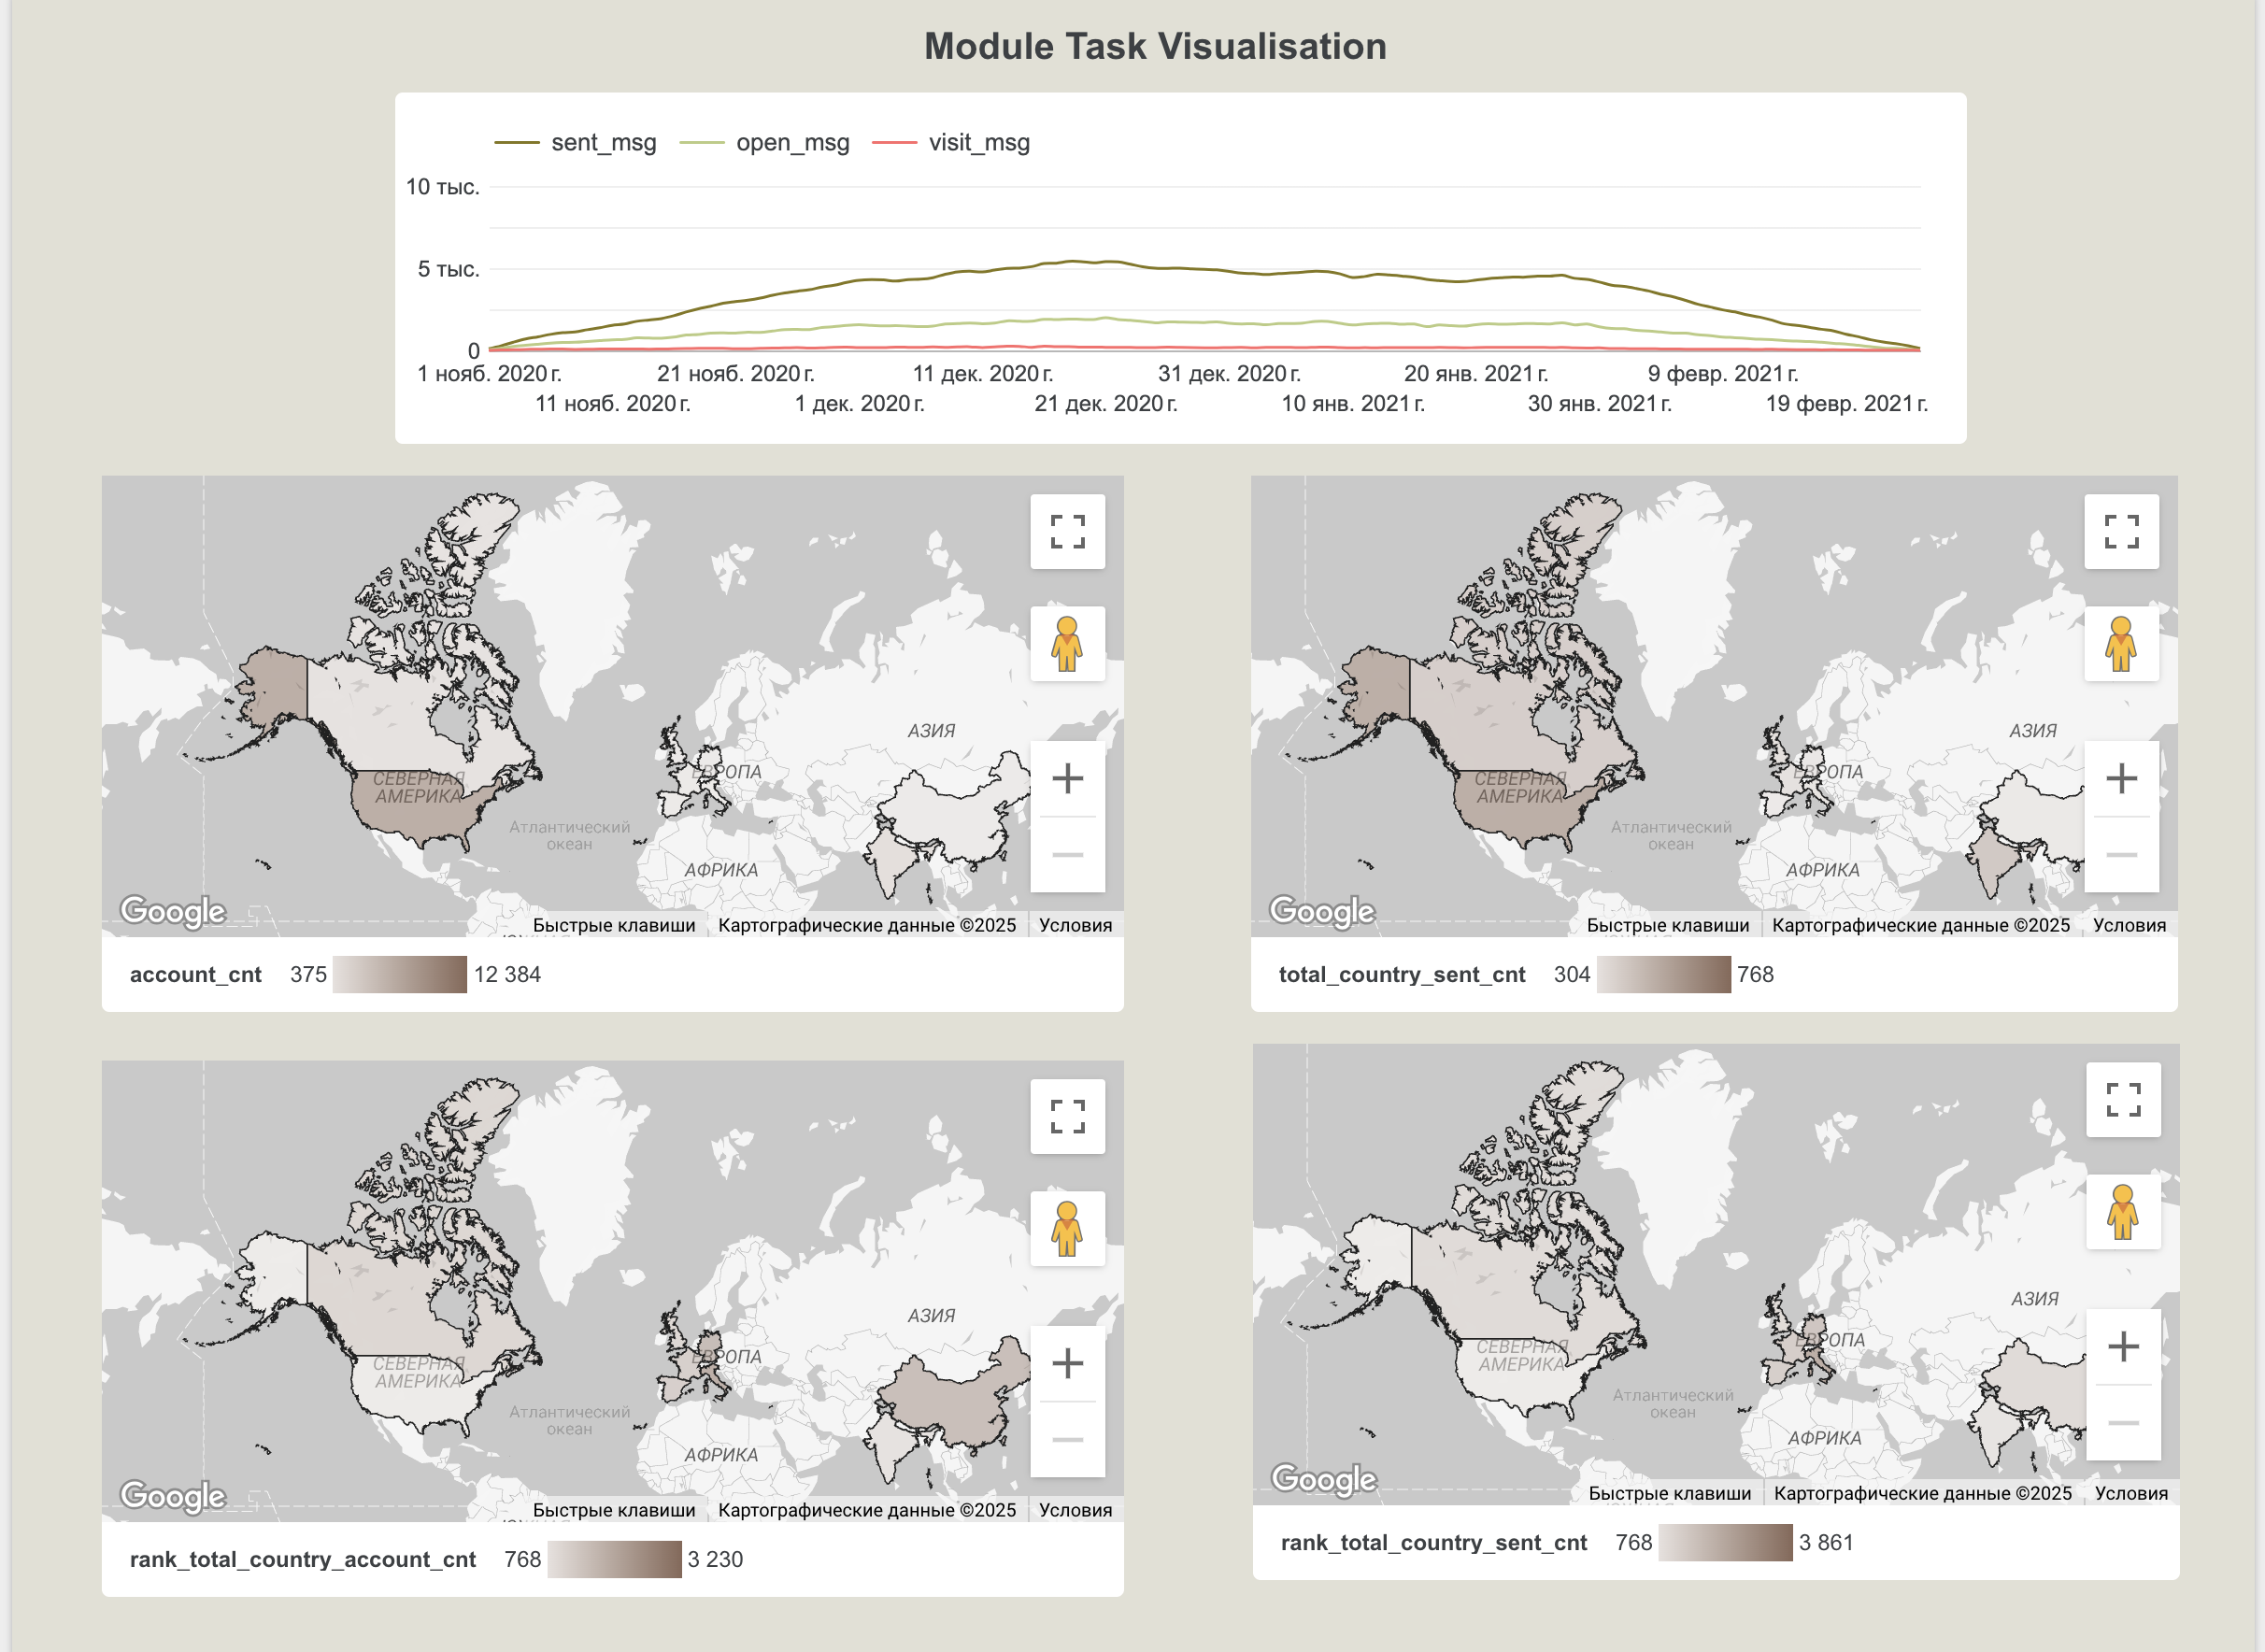 Module Task Visualisation
sent_msg open_msg visit_msg
10 тыс.
5 тыс.
0
1 нояб. 2020 г. 21 нояб. 2020 г. 11 дек. 2020 г. 31 дек. 2020 г. 20 янв. 2021 г. 9 февр. 2021 г.
11 нояб. 2020 г. 1 дек. 2020 г. 21 дек. 2020 г. 10 янв. 2021 г. 30 янв. 2021 г. 19 февр. 2021 г.
АЗИЯ
ЕВРОПА
СЕВЕРНАЯ
АМЕРИКА
Атлантический
океан
АФРИКА
Google
Быстрые клавиши Картографические данные ©2025 Условия
account_cnt 375 12 384
АЗИЯ
ЕВРОПА
СЕВЕРНАЯ
АМЕРИКА
Атлантический
океан
АФРИКА
Google
Быстрые клавиши Картографические данные ©2025 Условия
total_country_sent_cnt 304 768
АЗИЯ
ЕВРОПА
СЕВЕРНАЯ
АМЕРИКА
Атлантический
океан
АФРИКА
Google
Быстрые клавиши Картографические данные ©2025 Условия
rank_total_country_account_cnt 768 3 230
АЗИЯ
ЕВРОПА
СЕВЕРНАЯ
АМЕРИКА
Атлантический
океан
АФРИКА
Google
Быстрые клавиши Картографические данные ©2025 Условия
rank_total_country_sent_cnt 768 3 861